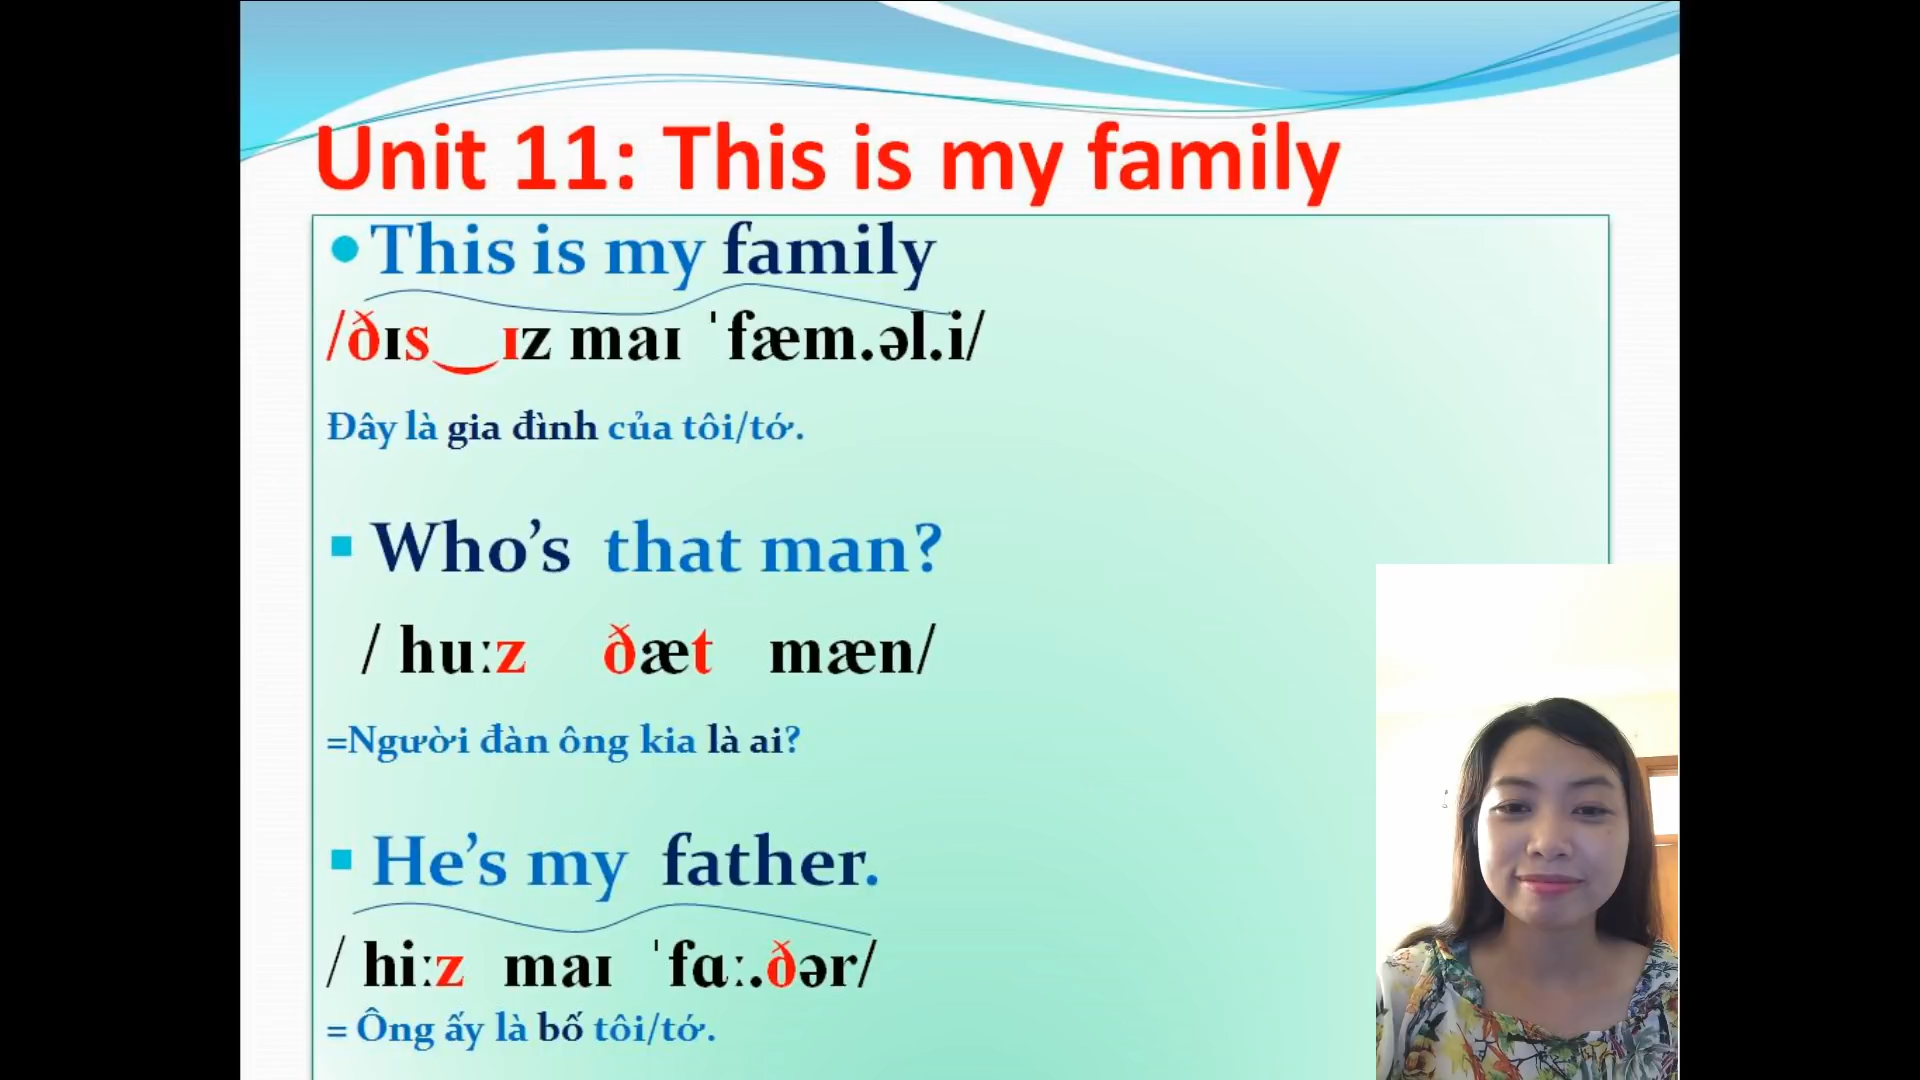 Unit 11: This is my family
• This is my family
/ðɪs‿ɪz maɪ ˈfæm.əl.i/
Đây là gia đình của tôi/tớ.
▪ Who’s that man?
/ huːz ðæt mæn/
=Người đàn ông kia là ai?
▪ He’s my father.
/ hiːz maɪ ˈfɑː.ðər/
= Ông ấy là bố tôi/tớ.